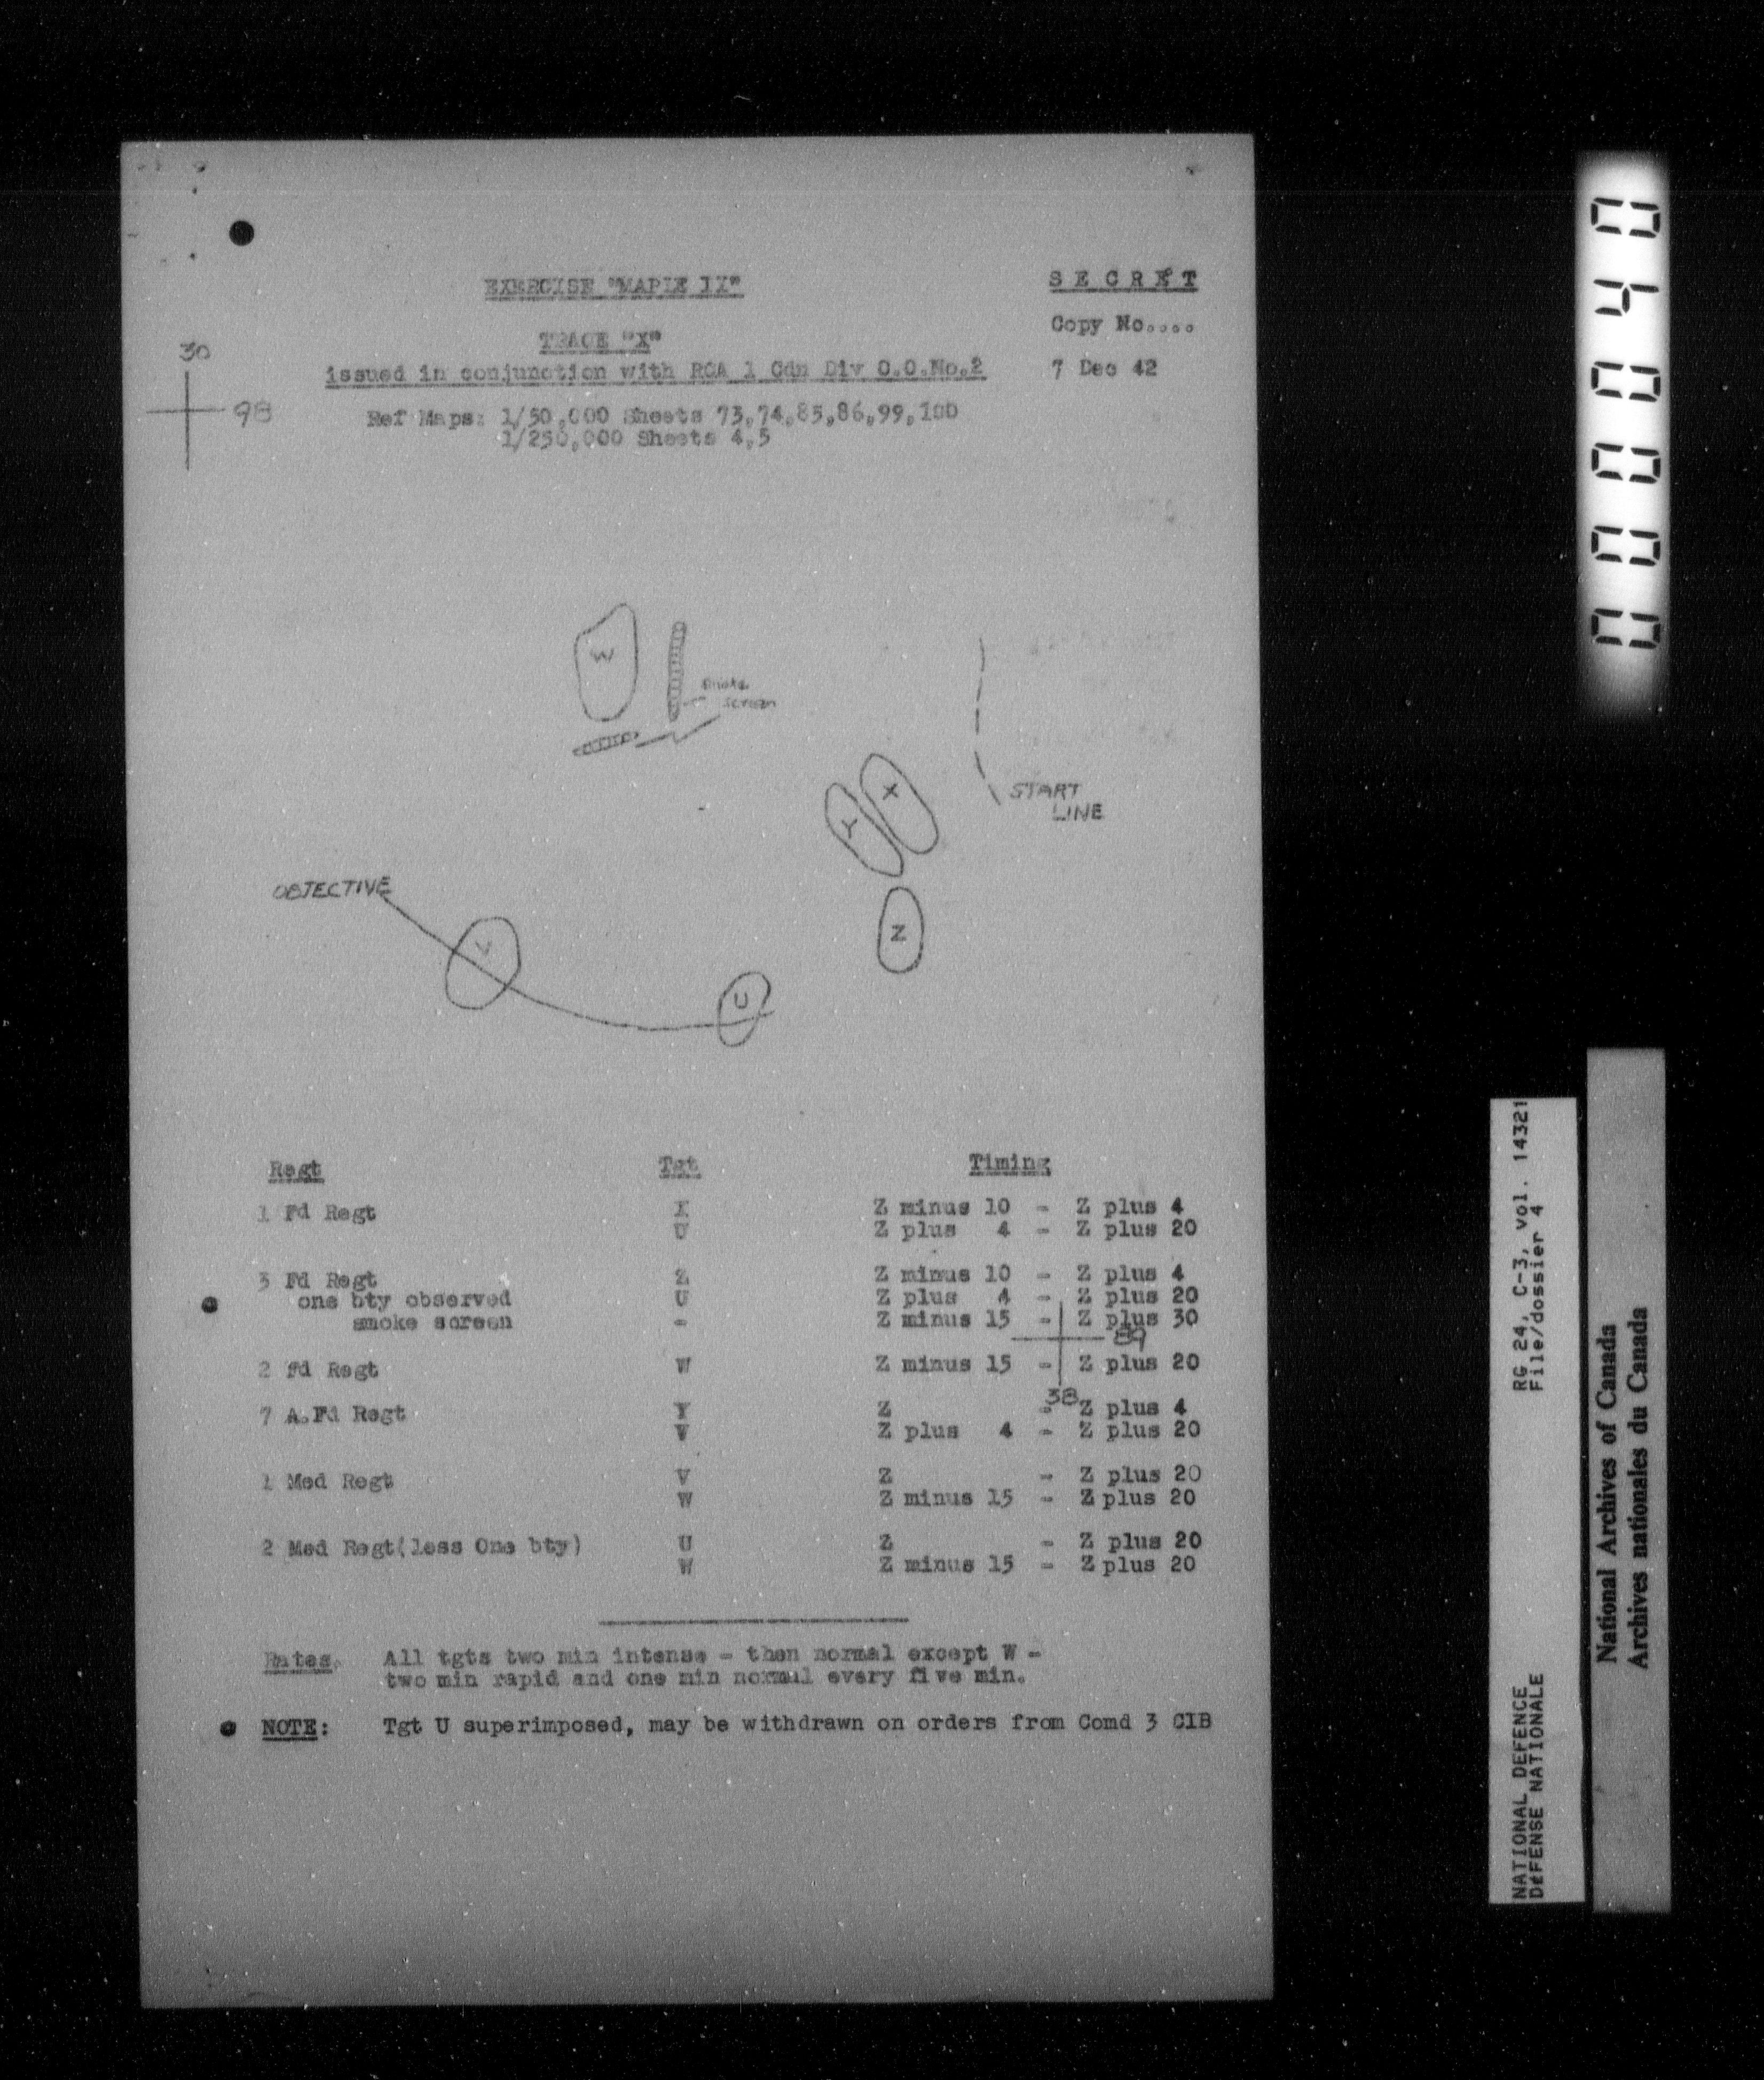 EXERCISE "MAPLE II"
S E C R E T
Copy No....
TRACE "X"
issued in conjunction with RCA 1 Cdn Div O.O.No.2
7 Dec 42
30
98
Ref Maps: 1/50,000 Sheets 73,74,85,86,99,100
1/250,000 Sheets 4,5
W
Smoke
Screen
X
START
LINE
Y
OBJECTIVE
Z
V
U
Regt Tgt Timing
1 Fd Regt X Z minus 10 - Z plus 4
U Z plus 4 - Z plus 20
3 Fd Regt Z Z minus 10 - Z plus 4
one bty observed U Z plus 4 - Z plus 20
smoke screen - Z minus 15 - Z plus 30
89
2 fd Regt W Z minus 15 - Z plus 20
38
7 A.Fd Regt Y Z - Z plus 4
V Z plus 4 - Z plus 20
1 Med Regt V Z - Z plus 20
W Z minus 15 - Z plus 20
2 Med Regt(less One bty) U Z - Z plus 20
W Z minus 15 - Z plus 20
Rates. All tgts two min intense - then normal except W -
two min rapid and one min normal every five min.
NOTE: Tgt U superimposed, may be withdrawn on orders from Comd 3 CIB
000040
RG 24, C-3, vol. 14321
File/dossier 4
NATIONAL DEFENCE
DÉFENSE NATIONALE
National Archives of Canada
Archives nationales du Canada